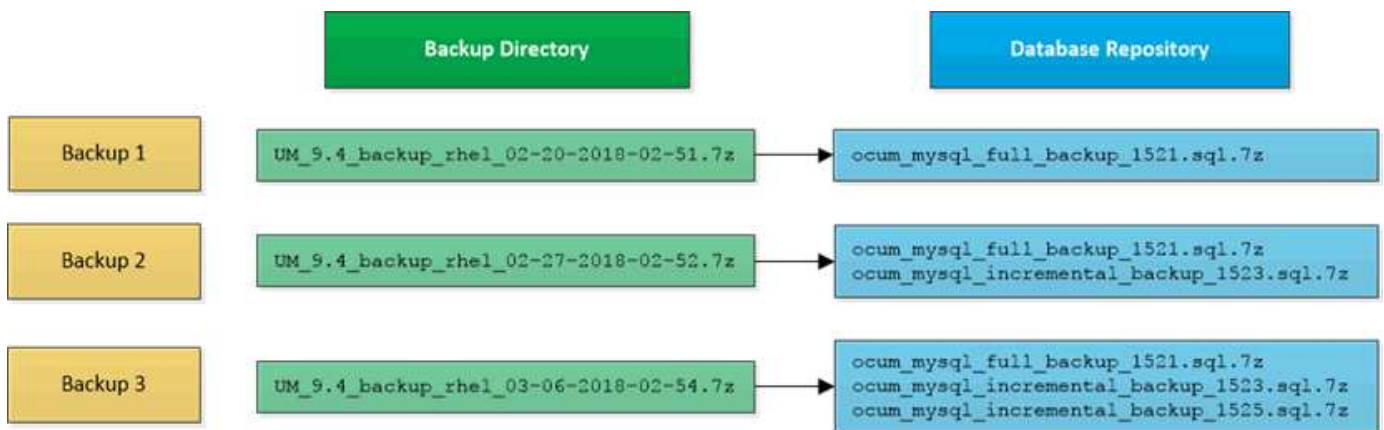 Backup Directory
Database Repository
Backup 1
UM_9.4_backup_rhel_02-20-2018-02-51.7z
ocum_mysql_full_backup_1521.sql.7z
Backup 2
UM_9.4_backup_rhel_02-27-2018-02-52.7z
ocum_mysql_full_backup_1521.sql.7z
ocum_mysql_incremental_backup_1523.sql.7z
Backup 3
UM_9.4_backup_rhel_03-06-2018-02-54.7z
ocum_mysql_full_backup_1521.sql.7z
ocum_mysql_incremental_backup_1523.sql.7z
ocum_mysql_incremental_backup_1525.sql.7z